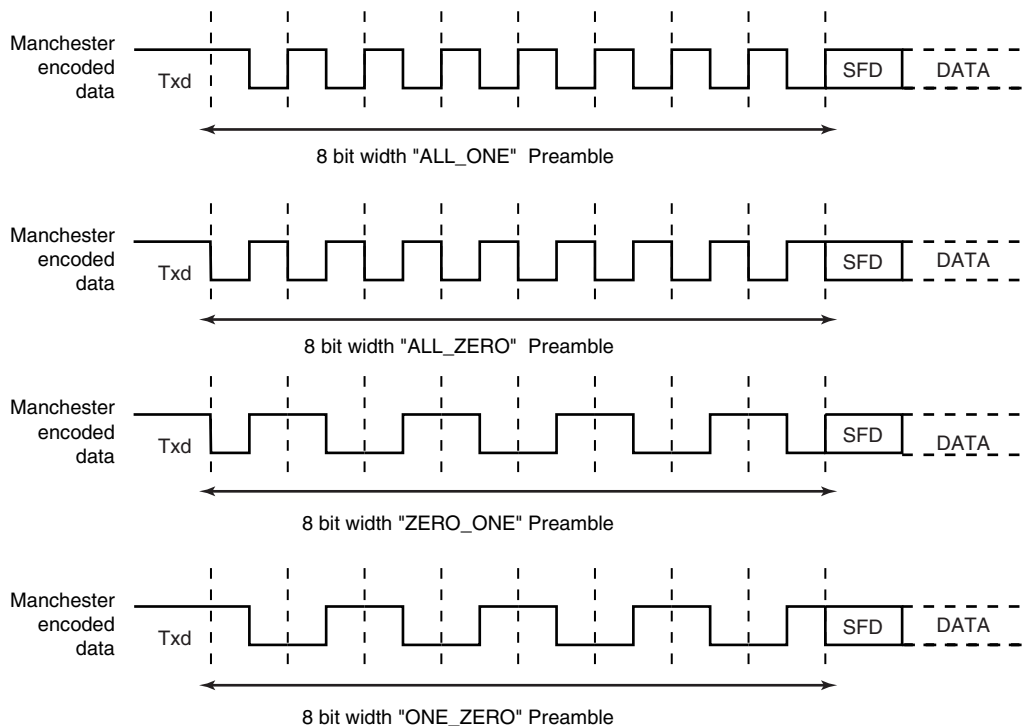 Manchester
encoded
data
Txd
SFD
DATA
8 bit width "ALL_ONE" Preamble
Manchester
encoded
data
Txd
SFD
DATA
8 bit width "ALL_ZERO" Preamble
Manchester
encoded
data
Txd
SFD
DATA
8 bit width "ZERO_ONE" Preamble
Manchester
encoded
data
Txd
SFD
DATA
8 bit width "ONE_ZERO" Preamble